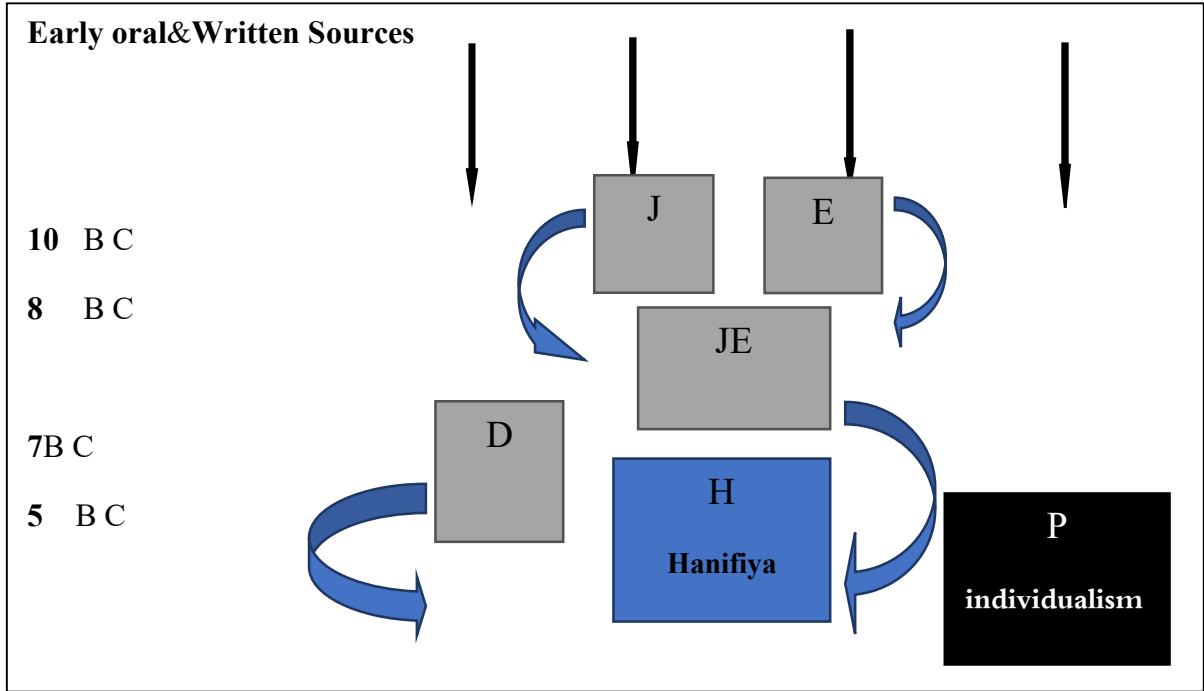 Early oral&Written Sources
J
E
10 B C
8 B C
JE
D
7B C
H
5 B C
P
Hanifiya
individualism